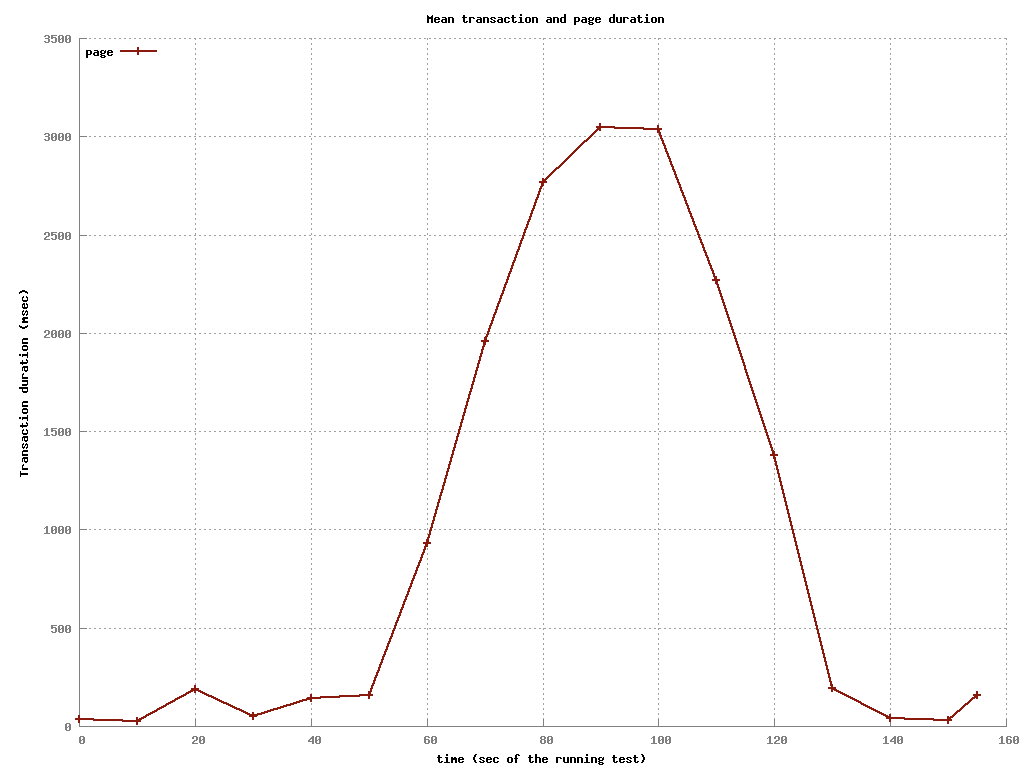 Mean transaction and page duration
page
3500
3000
2500
2000
1500
1000
500
0
Transaction duration (msec)
0 20 40 60 80 100 120 140 160
time (sec of the running test)